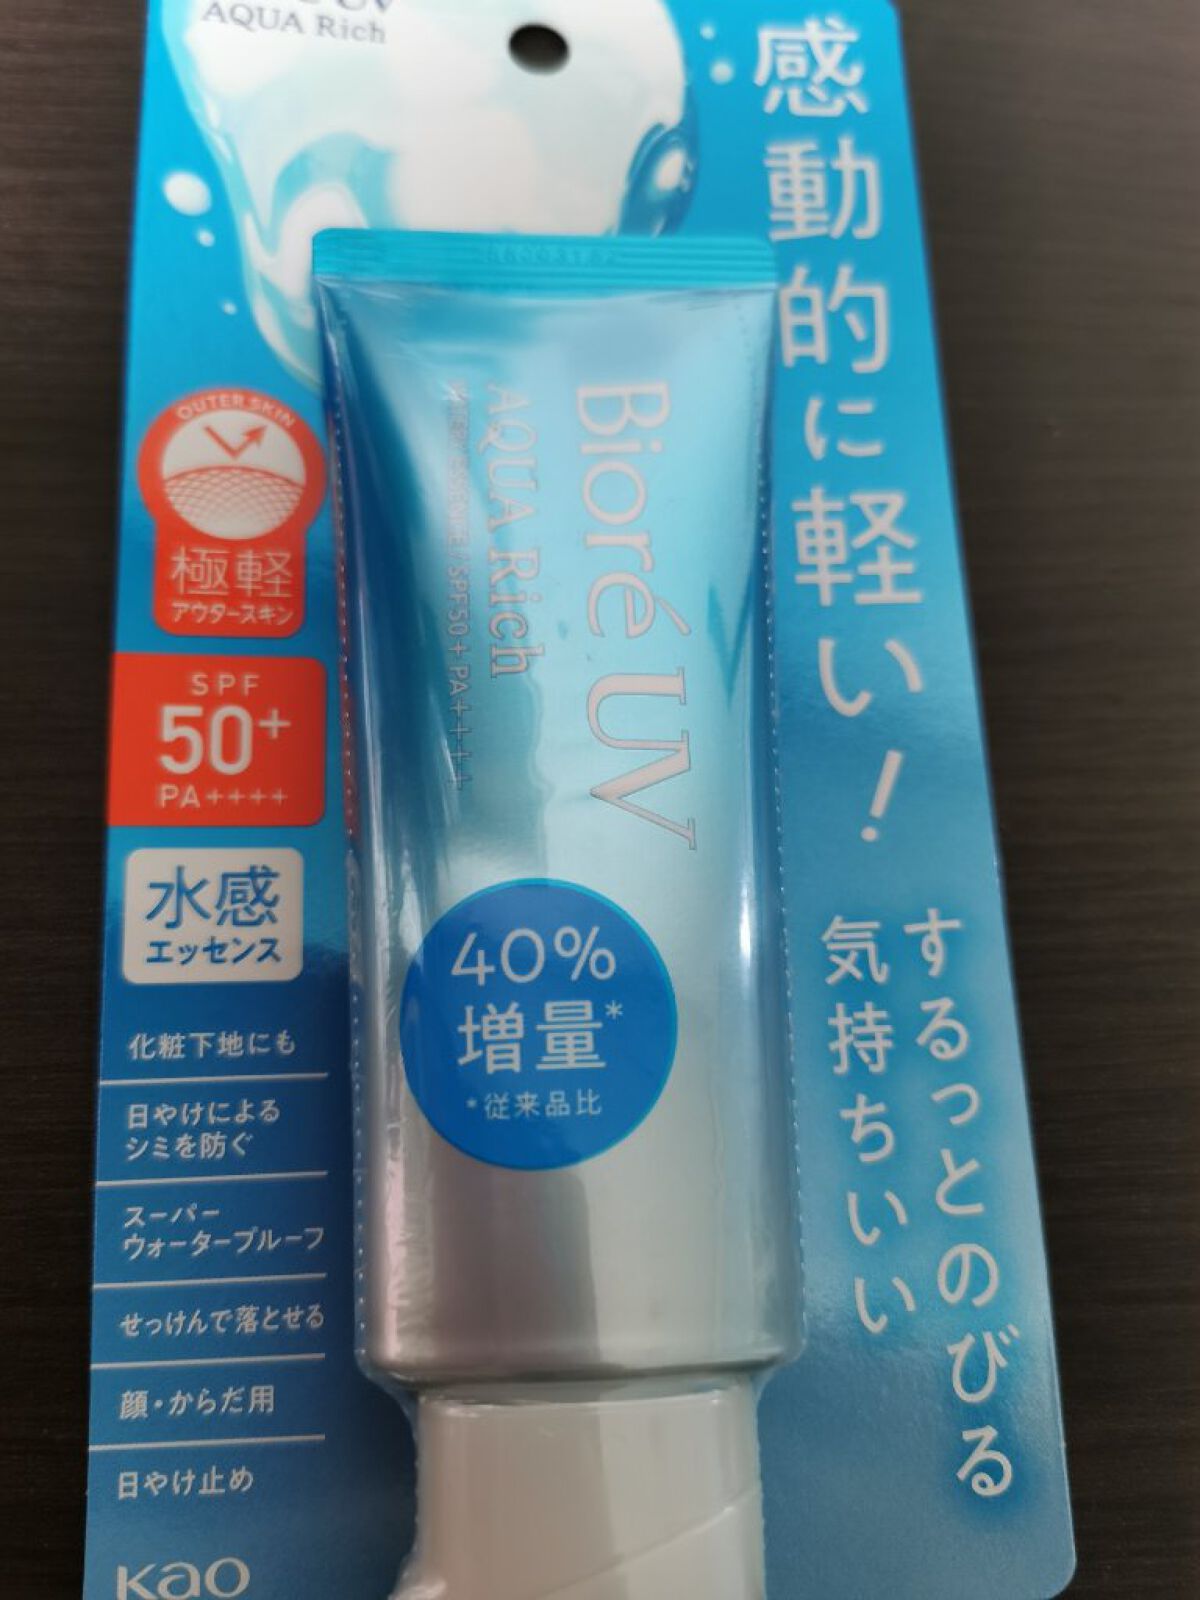 AQUA Rich
感動的に軽い!
するっとのびる
気持ちいい
OUTER SKIN
極軽
アウタースキン
SPF
50+
PA++++
水感
エッセンス
化粧下地にも
日やけによる
シミを防ぐ
スーパー
ウォータープルーフ
せっけんで落とせる
顔・からだ用
日やけ止め
Kao
Bioré UV
AQUA Rich
WATERY ESSENCE / SPF50+ PA++++
40%
増量*
*従来品比